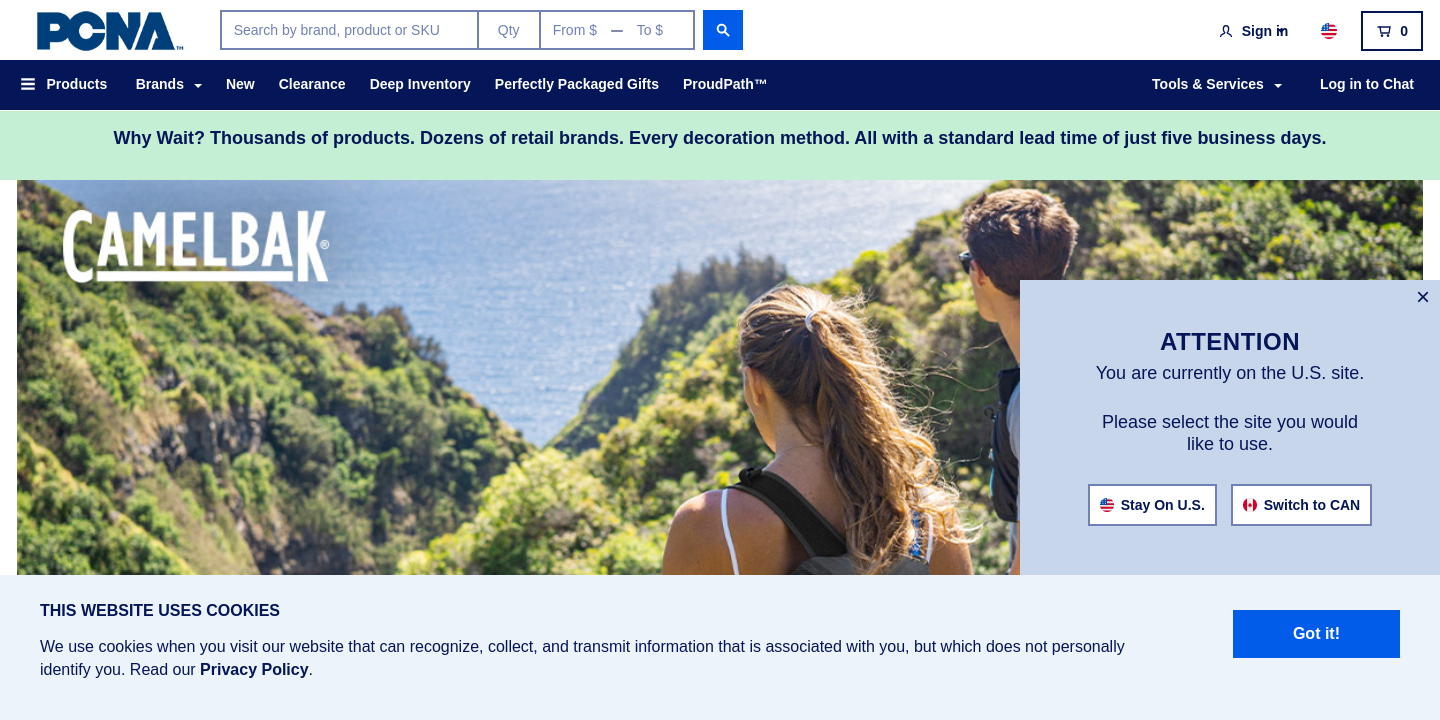 PCNA™
Search by brand, product or SKU
Qty
From $ — To $
Sign in
0
Products
Brands
New
Clearance
Deep Inventory
Perfectly Packaged Gifts
ProudPath™
Tools & Services
Log in to Chat
Why Wait? Thousands of products. Dozens of retail brands. Every decoration method. All with a standard lead time of just five business days.
CAMELBAK®
×
ATTENTION
You are currently on the U.S. site.
Please select the site you would
like to use.
Stay On U.S.
Switch to CAN
THIS WEBSITE USES COOKIES
We use cookies when you visit our website that can recognize, collect, and transmit information that is associated with you, but which does not personally
identify you. Read our Privacy Policy.
Got it!